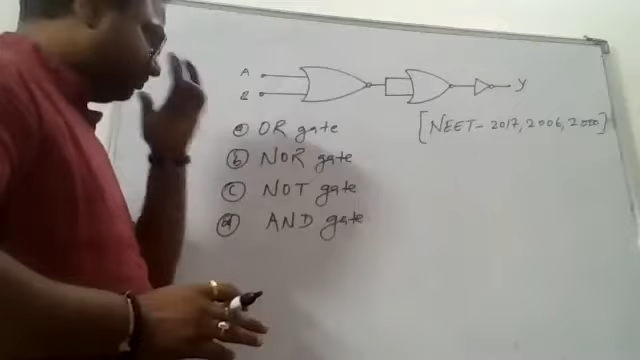 A
B
Y
(a) OR gate
[NEET - 2017, 2006, 2000]
(b) NOR gate
(c) NOT gate
(d) AND gate